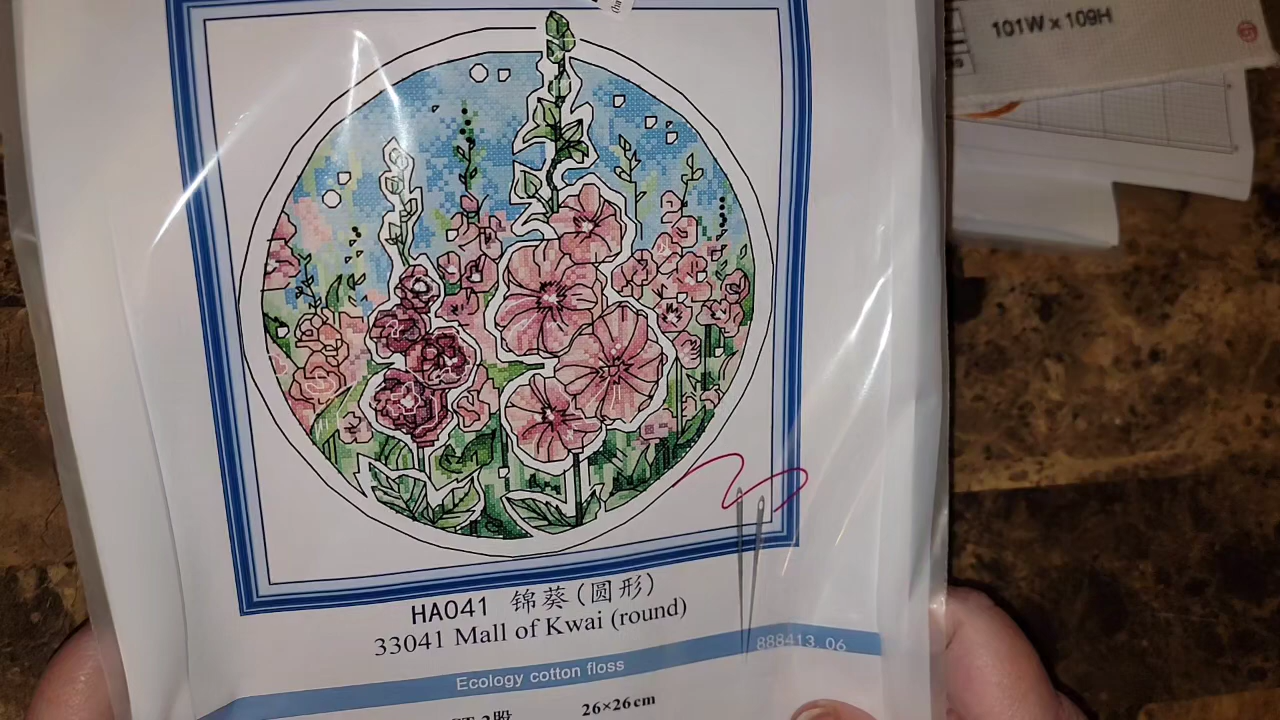 101W x 109H
HA041 锦葵(圆形)
33041 Mall of Kwai (round)
888413.06
Ecology cotton floss
26×26cm